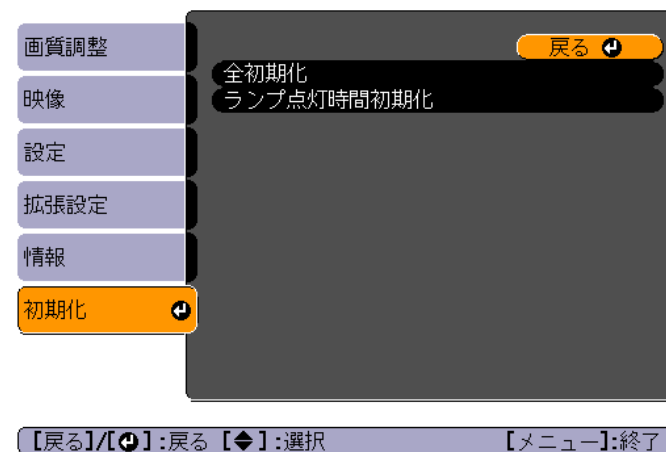 画質調整
映像
設定
拡張設定
情報
初期化
戻る
全初期化
ランプ点灯時間初期化
【戻る】/【】:戻る 【◆】:選択 【メニュー】:終了